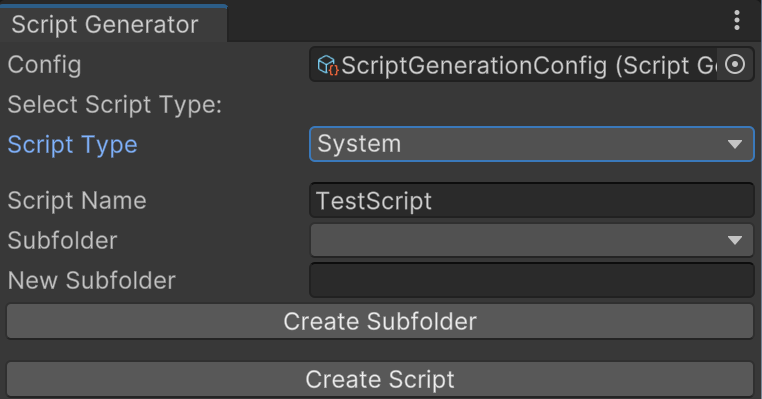 Script Generator
Config ScriptGenerationConfig (Script G
Select Script Type:
Script Type System
Script Name TestScript
Subfolder
New Subfolder
Create Subfolder
Create Script